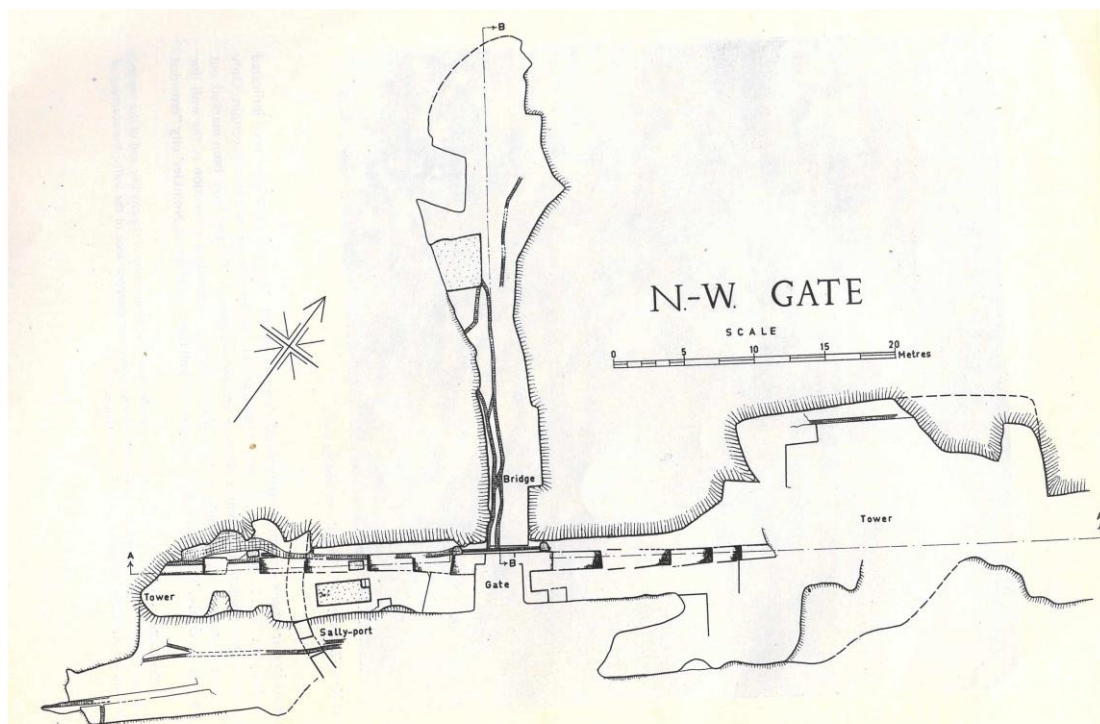 B
N.-W. GATE
SCALE
0 5 10 15 20
Metres
Bridge
Tower
A
A
B
Gate
Tower
Sally-port